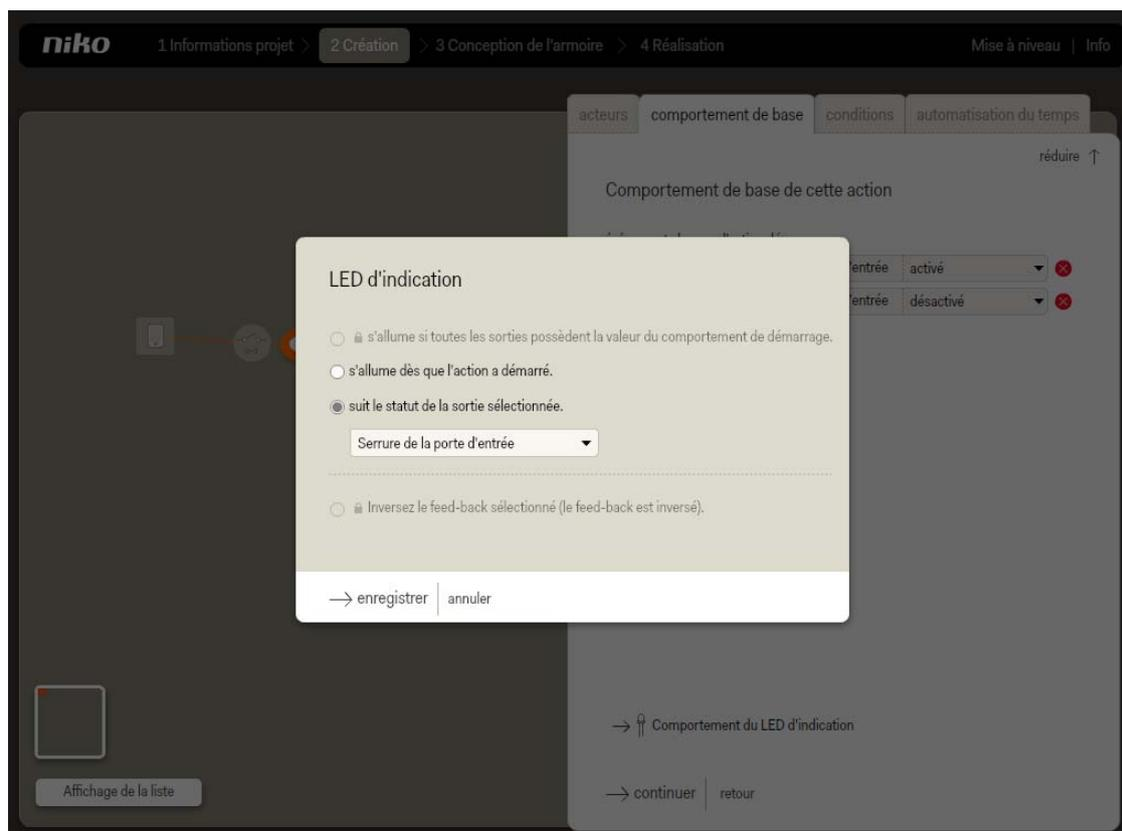 niko 1 Informations projet > 2 Création > 3 Conception de l'armoire > 4 Réalisation Mise à niveau | Info
acteurs comportement de base conditions automatisation du temps
réduire ↑
Comportement de base de cette action
'entrée activé
'entrée désactivé
LED d'indication
s'allume si toutes les sorties possèdent la valeur du comportement de démarrage.
s'allume dès que l'action a démarré.
suit le statut de la sortie sélectionnée.
Serrure de la porte d'entrée
Inversez le feed-back sélectionné (le feed-back est inversé).
→ enregistrer | annuler
→ Comportement du LED d'indication
Affichage de la liste
→ continuer | retour